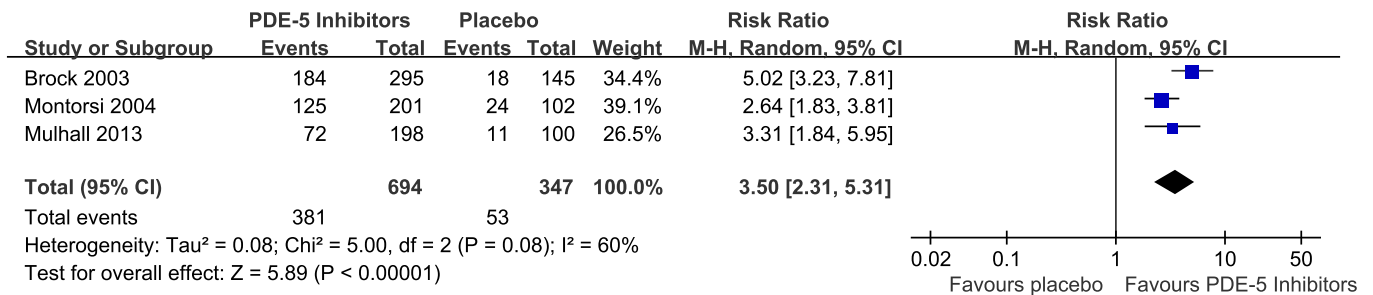 PDE-5 Inhibitors Placebo Risk Ratio Risk Ratio
Study or Subgroup Events Total Events Total Weight M-H, Random, 95% CI M-H, Random, 95% CI
Brock 2003 184 295 18 145 34.4% 5.02 [3.23, 7.81]
Montorsi 2004 125 201 24 102 39.1% 2.64 [1.83, 3.81]
Mulhall 2013 72 198 11 100 26.5% 3.31 [1.84, 5.95]
Total (95% CI) 694 347 100.0% 3.50 [2.31, 5.31]
Total events 381 53
Heterogeneity: Tau² = 0.08; Chi² = 5.00, df = 2 (P = 0.08); I² = 60%
Test for overall effect: Z = 5.89 (P < 0.00001)
0.02 0.1 1 10 50
Favours placebo Favours PDE-5 Inhibitors